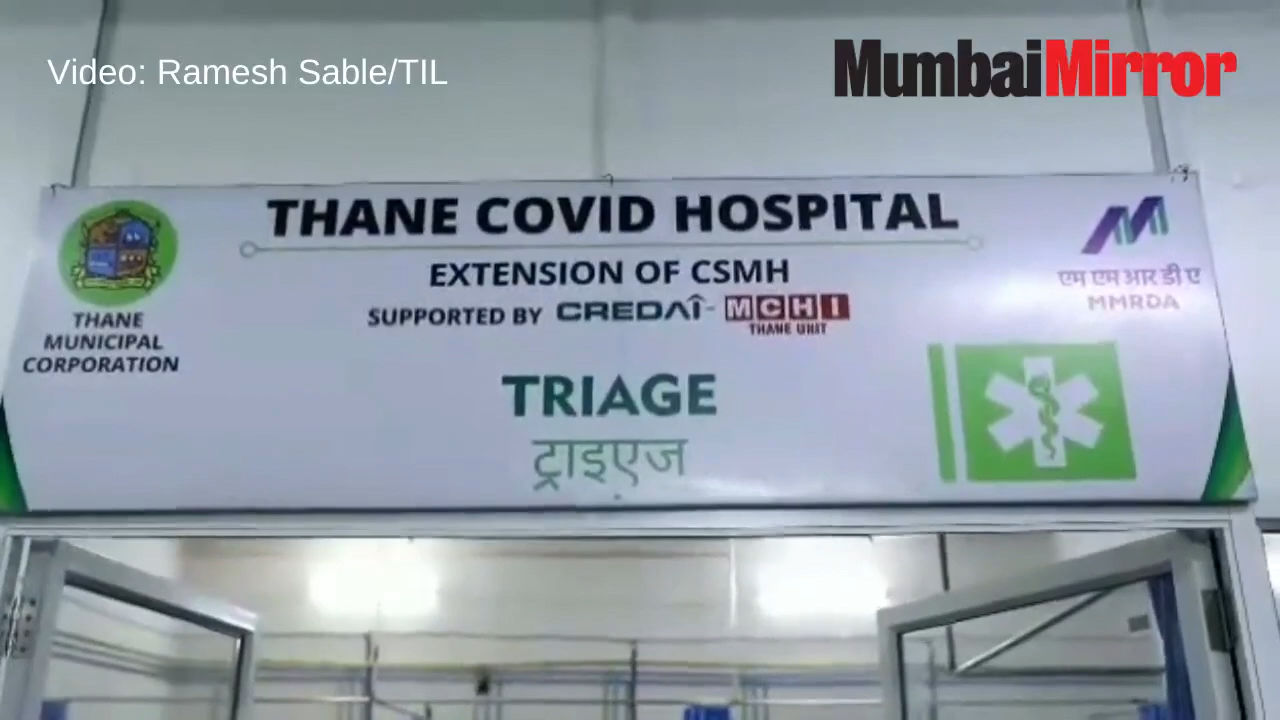 Video: Ramesh Sable/TIL
MumbaiMirror
THANE COVID HOSPITAL
EXTENSION OF CSMH
SUPPORTED BY CREDAI- MCHI
THANE UNIT
THANE
MUNICIPAL
CORPORATION
एम एम आर डी ए
MMRDA
TRIAGE
ट्राइएज